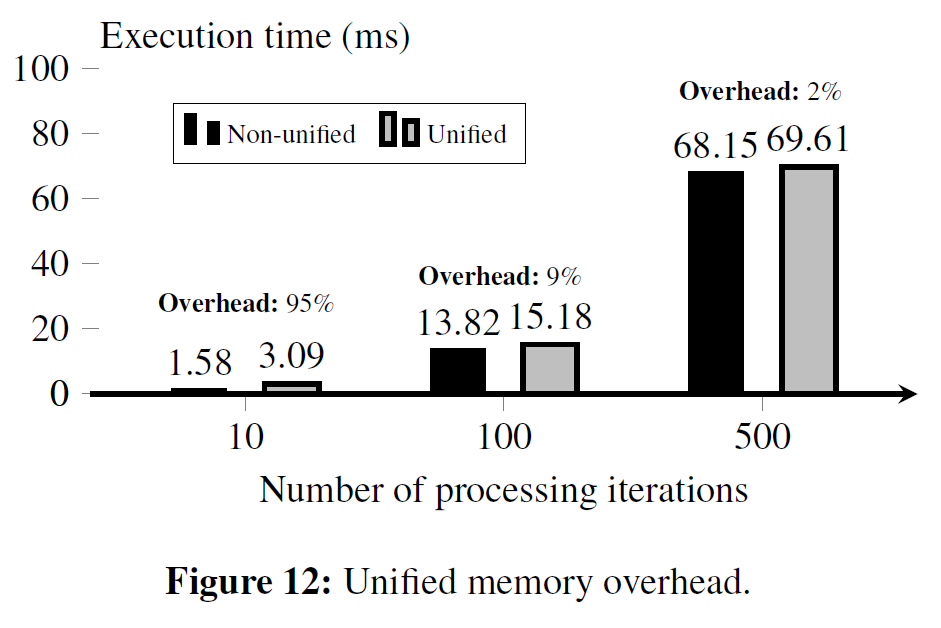 Execution time (ms)
100
80
60
40
20
0
Non-unified Unified
Overhead: 95%
1.58 3.09
Overhead: 9%
13.82 15.18
Overhead: 2%
68.15 69.61
10 100 500
Number of processing iterations
Figure 12: Unified memory overhead.